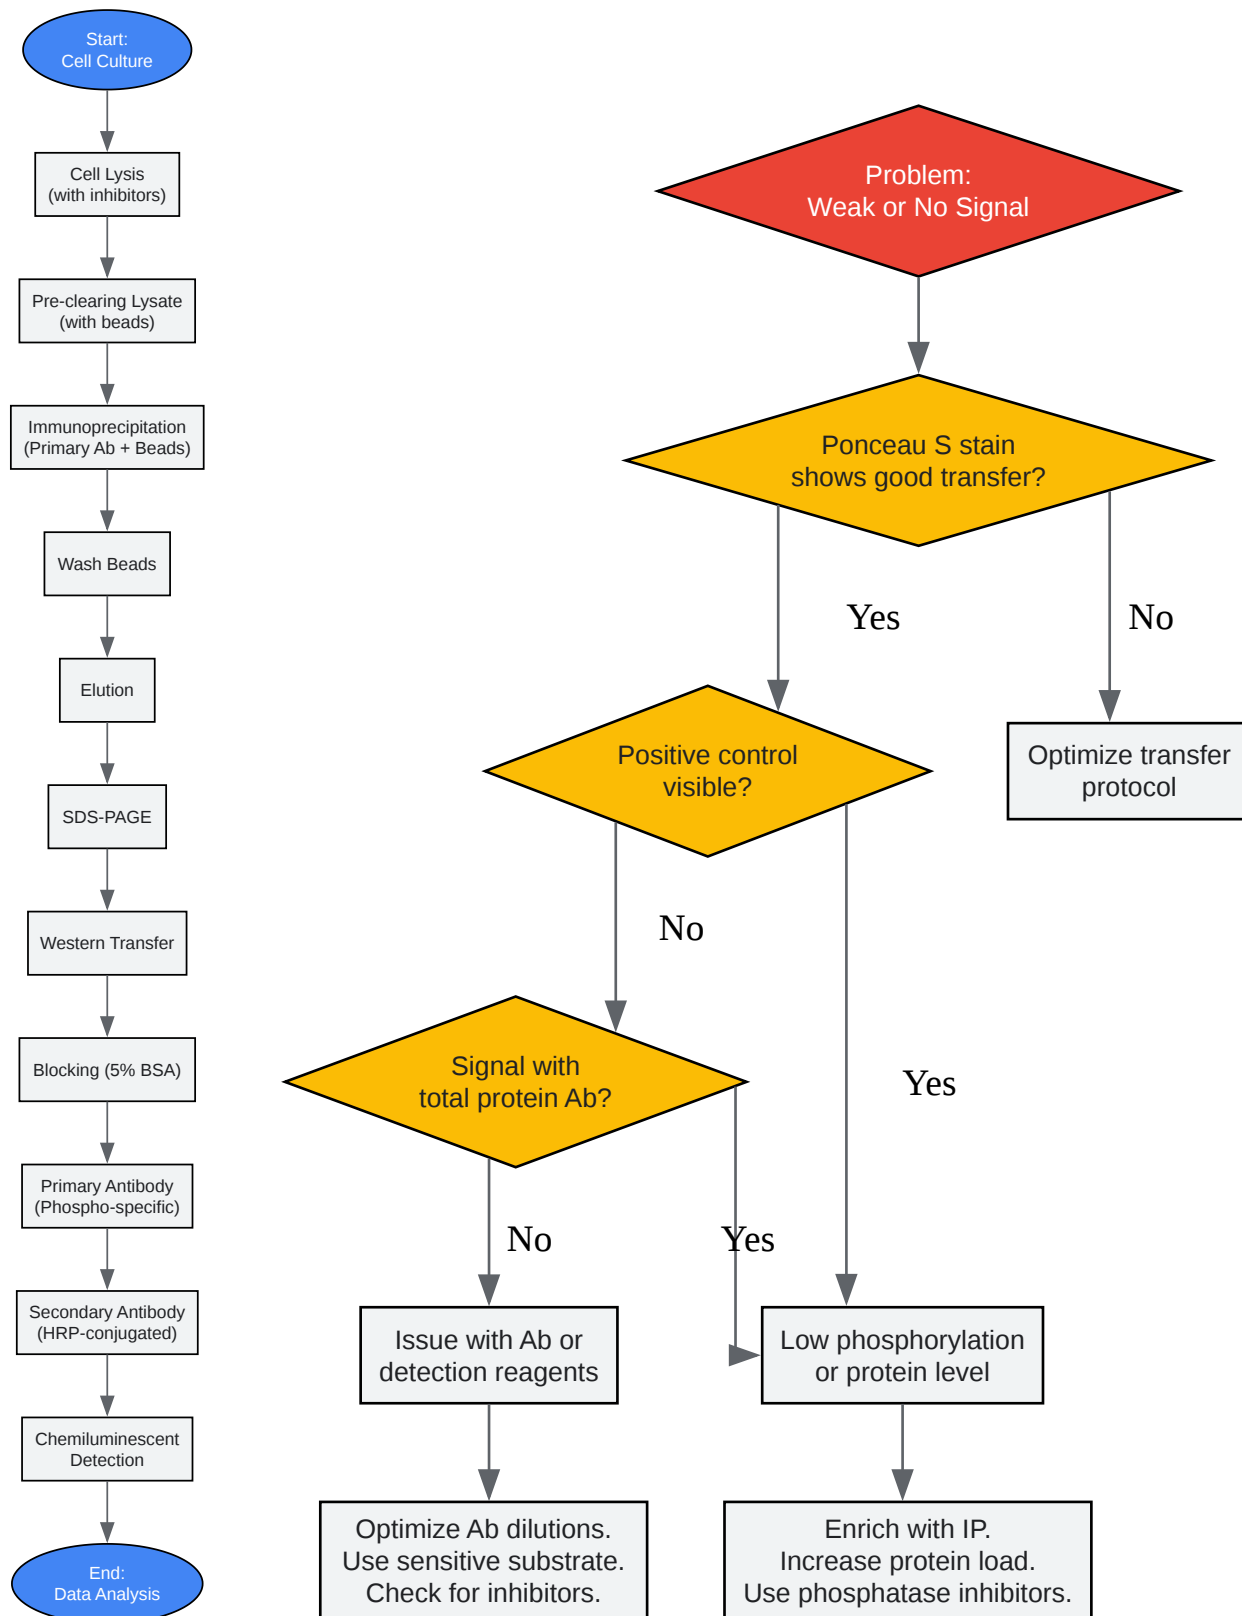 Start:
Cell Culture
Cell Lysis
(with inhibitors)
Pre-clearing Lysate
(with beads)
Immunoprecipitation
(Primary Ab + Beads)
Wash Beads
Elution
SDS-PAGE
Western Transfer
Blocking (5% BSA)
Primary Antibody
(Phospho-specific)
Secondary Antibody
(HRP-conjugated)
Chemiluminescent
Detection
End:
Data Analysis
Problem:
Weak or No Signal
Ponceau S stain
shows good transfer?
Yes
No
Positive control
visible?
Optimize transfer
protocol
No
Yes
Signal with
total protein Ab?
No
Yes
Issue with Ab or
detection reagents
Low phosphorylation
or protein level
Optimize Ab dilutions.
Use sensitive substrate.
Check for inhibitors.
Enrich with IP.
Increase protein load.
Use phosphatase inhibitors.